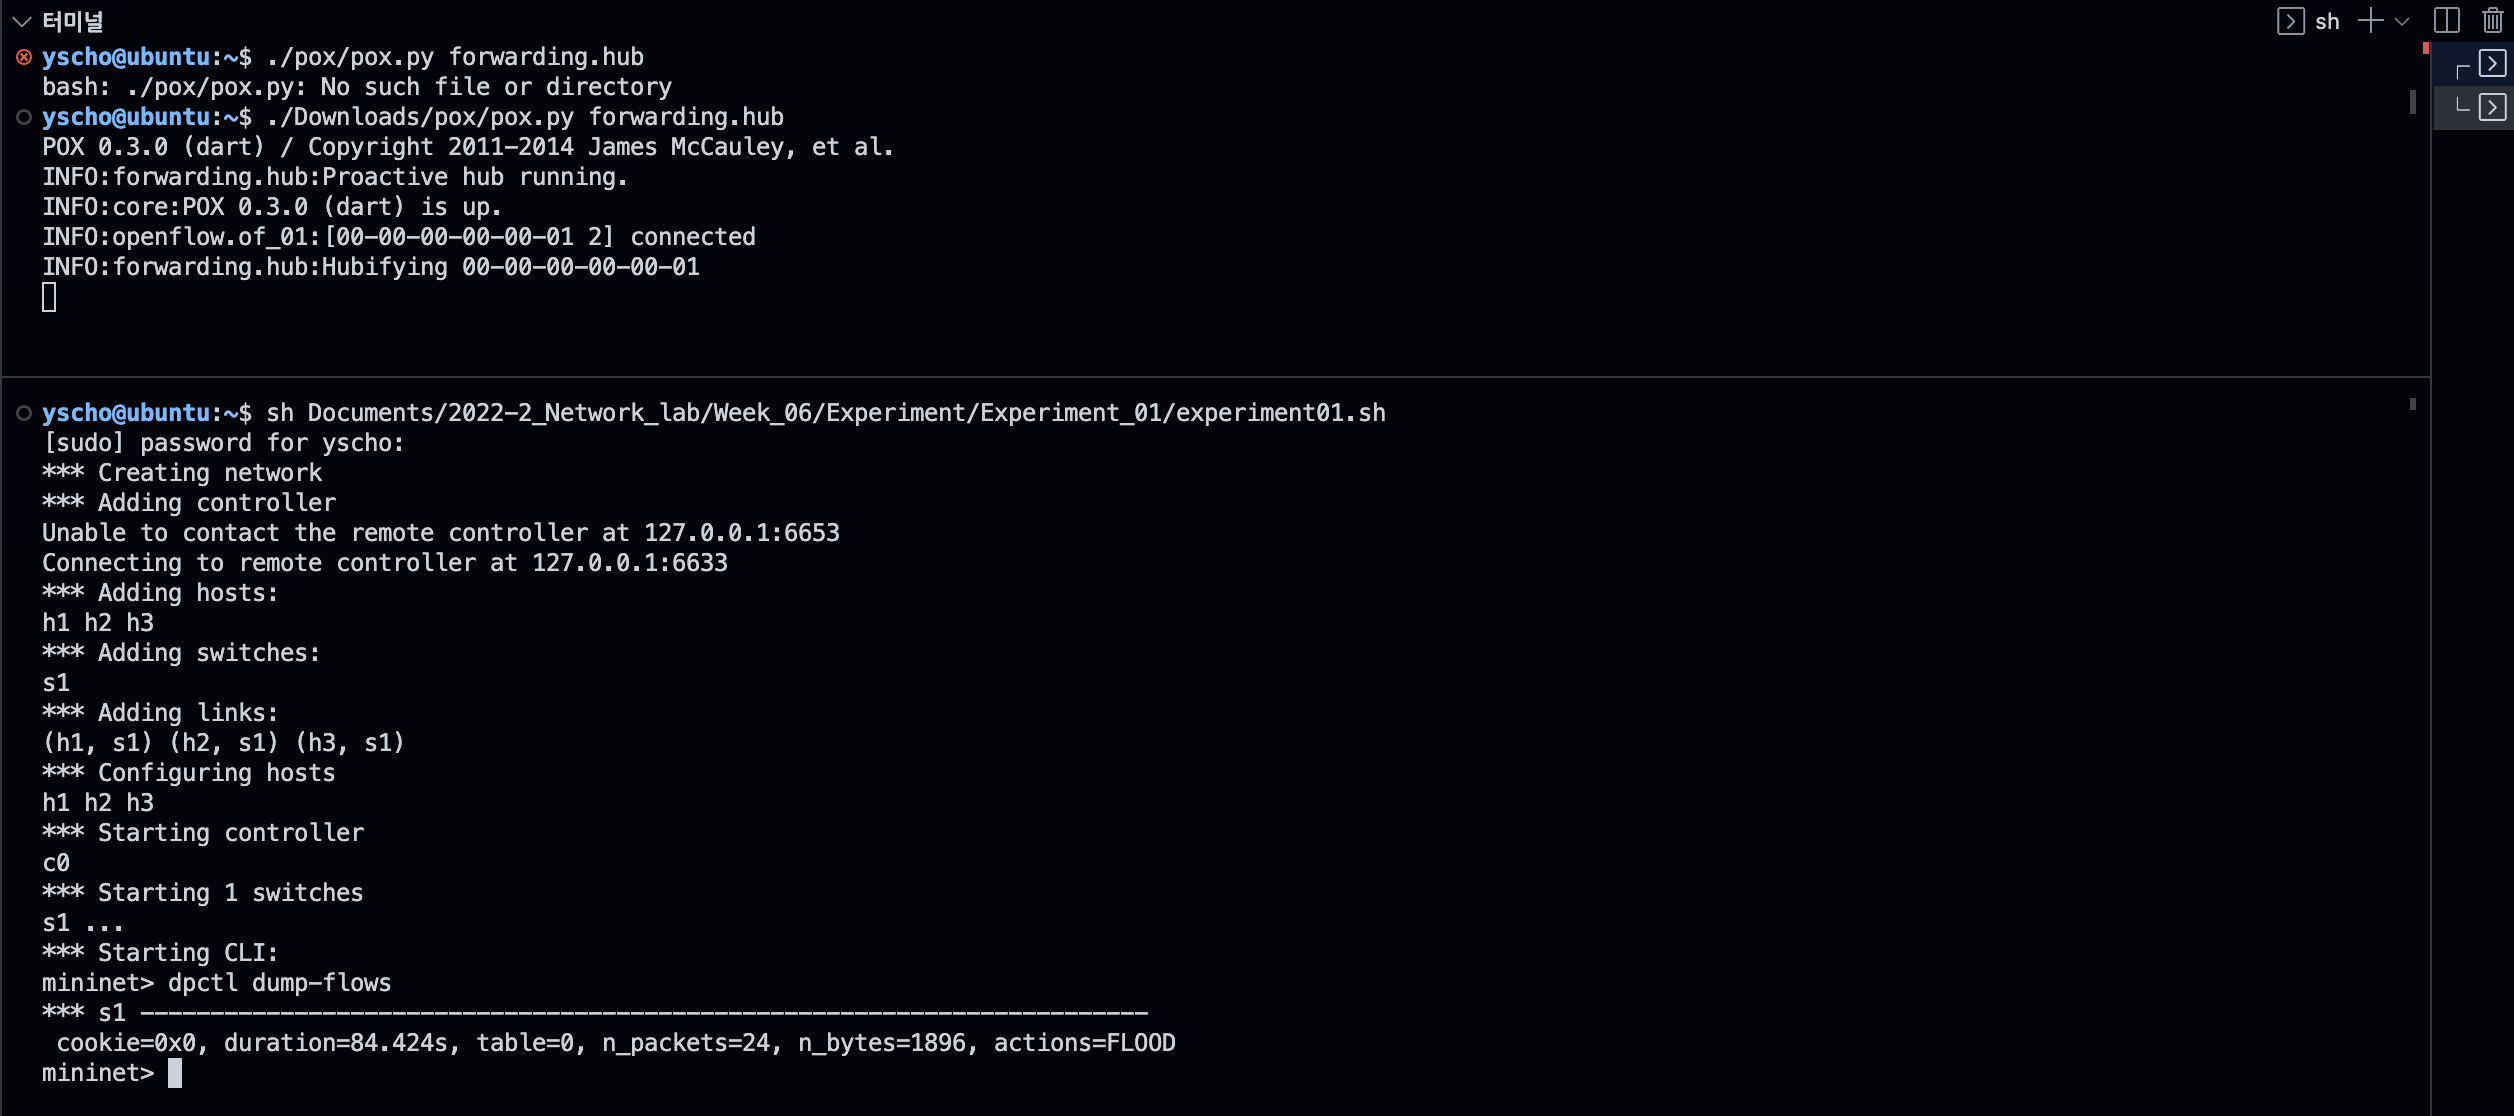 터미널
sh
yscho@ubuntu:~$ ./pox/pox.py forwarding.hub
bash: ./pox/pox.py: No such file or directory
yscho@ubuntu:~$ ./Downloads/pox/pox.py forwarding.hub
POX 0.3.0 (dart) / Copyright 2011-2014 James McCauley, et al.
INFO:forwarding.hub:Proactive hub running.
INFO:core:POX 0.3.0 (dart) is up.
INFO:openflow.of_01:[00-00-00-00-00-01 2] connected
INFO:forwarding.hub:Hubifying 00-00-00-00-00-01
yscho@ubuntu:~$ sh Documents/2022-2_Network_lab/Week_06/Experiment/Experiment_01/experiment01.sh
[sudo] password for yscho:
*** Creating network
*** Adding controller
Unable to contact the remote controller at 127.0.0.1:6653
Connecting to remote controller at 127.0.0.1:6633
*** Adding hosts:
h1 h2 h3
*** Adding switches:
s1
*** Adding links:
(h1, s1) (h2, s1) (h3, s1)
*** Configuring hosts
h1 h2 h3
*** Starting controller
c0
*** Starting 1 switches
s1 ...
*** Starting CLI:
mininet> dpctl dump-flows
*** s1 ------------------------------------------------------------------------
 cookie=0x0, duration=84.424s, table=0, n_packets=24, n_bytes=1896, actions=FLOOD
mininet>